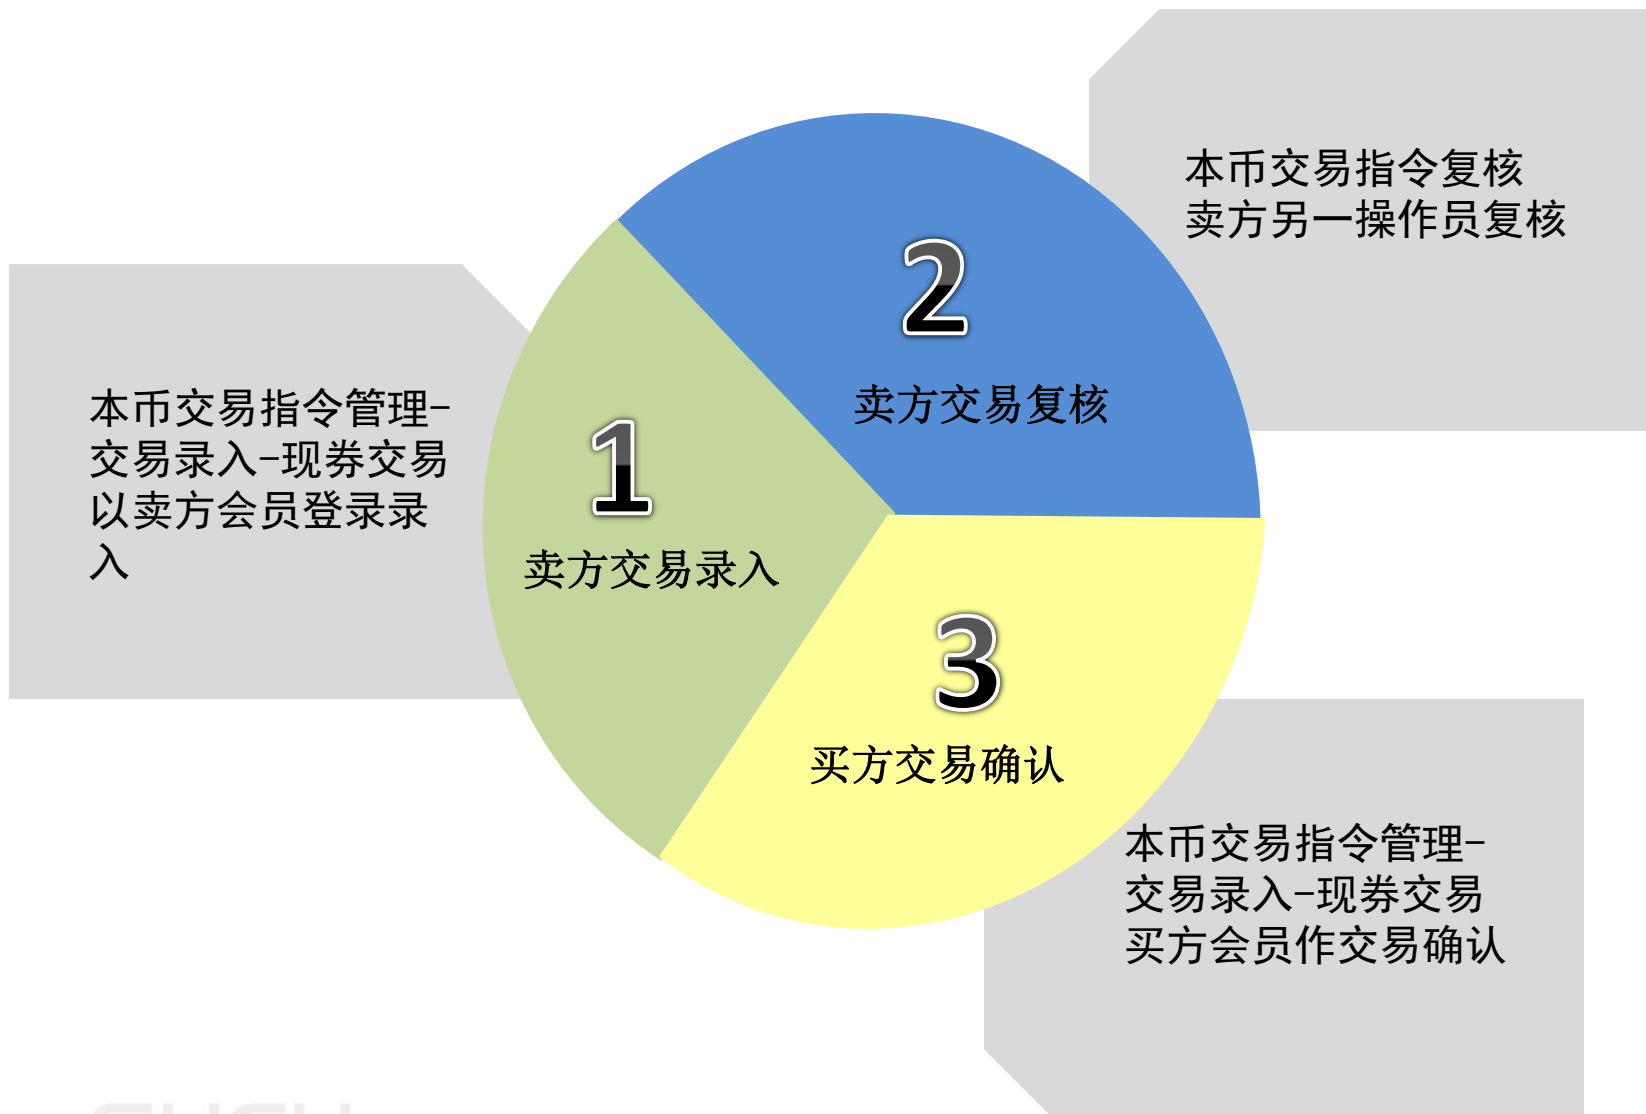 本币交易指令管理-
交易录入-现券交易
以卖方会员登录录
入
1
卖方交易录入
2
卖方交易复核
本币交易指令复核
卖方另一操作员复核
3
买方交易确认
本币交易指令管理-
交易录入-现券交易
买方会员作交易确认